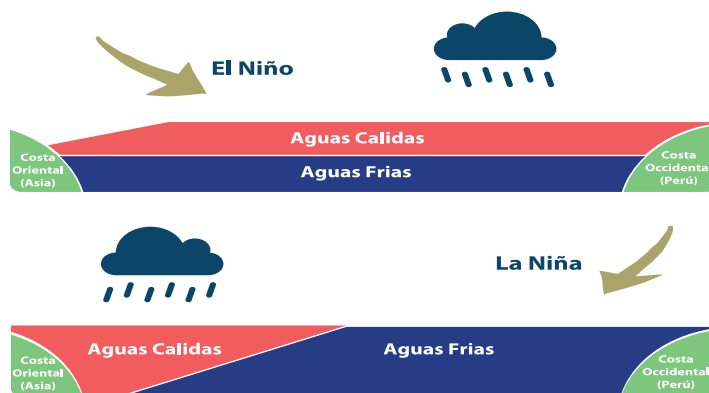 El Niño
Aguas Calidas
Costa
Oriental
(Asia)
Aguas Frias
Costa
Occidental
(Perú)
La Niña
Aguas Calidas
Aguas Frias
Costa
Oriental
(Asia)
Costa
Occidental
(Perú)